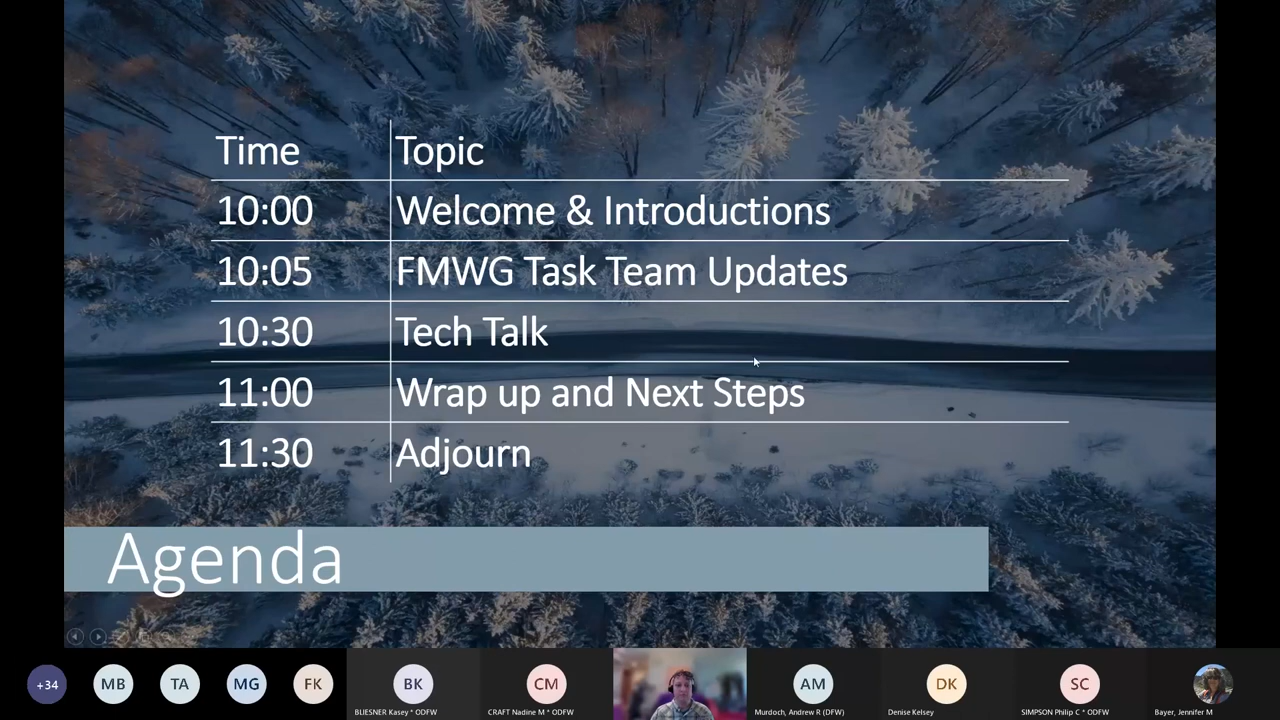 Time Topic
10:00 Welcome & Introductions
10:05 FMWG Task Team Updates
10:30 Tech Talk
11:00 Wrap up and Next Steps
11:30 Adjourn
Agenda
+34 MB TA MG FK BK CM AM DK SC
BLIESNER Kasey * ODFW CRAFT Nadine M * ODFW Murdoch, Andrew R (DFW) Denise Kelsey SIMPSON Philip C * ODFW Bayer, Jennifer M